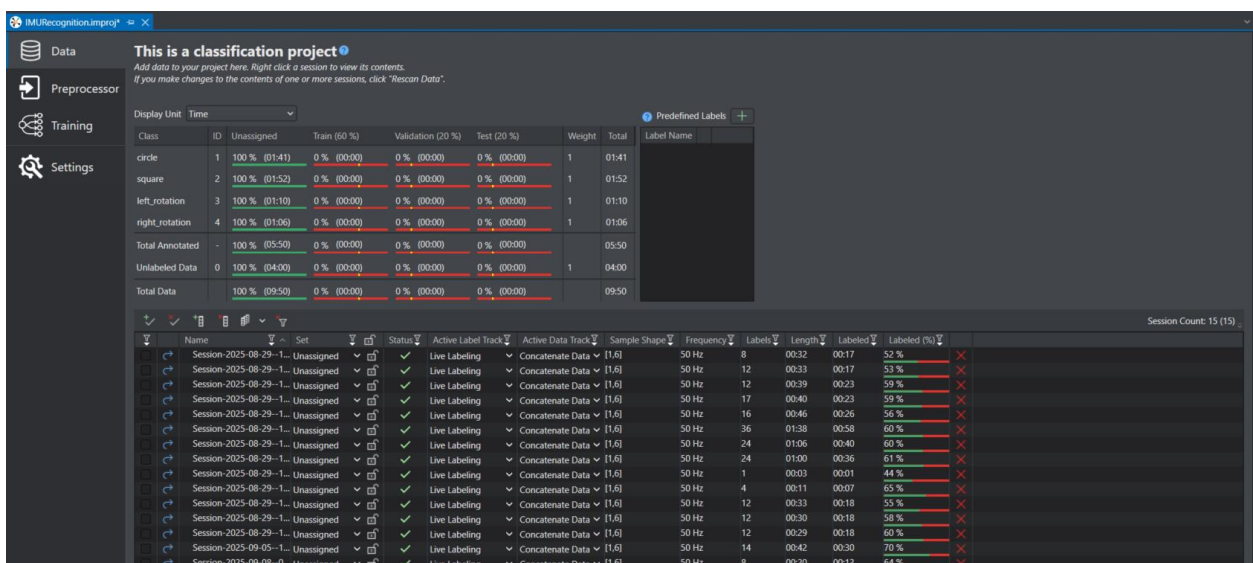 IMURecognition.improj*
Data
Preprocessor
Training
Settings
This is a classification project
Add data to your project here. Right click a session to view its contents.
If you make changes to the contents of one or more sessions, click "Rescan Data".
Display Unit Time
Predefined Labels
Class ID Unassigned Train (60 %) Validation (20 %) Test (20 %) Weight Total
Label Name
circle 1 100 % (01:41) 0 % (00:00) 0 % (00:00) 0 % (00:00) 1 01:41
square 2 100 % (01:52) 0 % (00:00) 0 % (00:00) 0 % (00:00) 1 01:52
left_rotation 3 100 % (01:10) 0 % (00:00) 0 % (00:00) 0 % (00:00) 1 01:10
right_rotation 4 100 % (01:06) 0 % (00:00) 0 % (00:00) 0 % (00:00) 1 01:06
Total Annotated - 100 % (05:50) 0 % (00:00) 0 % (00:00) 0 % (00:00) 05:50
Unlabeled Data 0 100 % (04:00) 0 % (00:00) 0 % (00:00) 0 % (00:00) 1 04:00
Total Data 100 % (09:50) 0 % (00:00) 0 % (00:00) 0 % (00:00) 09:50
Session Count: 15 (15)
Name Set Status Active Label Track Active Data Track Sample Shape Frequency Labels Length Labeled Labeled (%)
Session-2025-08-29--1... Unassigned Live Labeling Concatenate Data [1,6] 50 Hz 8 00:32 00:17 52 %
Session-2025-08-29--1... Unassigned Live Labeling Concatenate Data [1,6] 50 Hz 12 00:33 00:17 53 %
Session-2025-08-29--1... Unassigned Live Labeling Concatenate Data [1,6] 50 Hz 12 00:39 00:23 59 %
Session-2025-08-29--1... Unassigned Live Labeling Concatenate Data [1,6] 50 Hz 17 00:40 00:23 59 %
Session-2025-08-29--1... Unassigned Live Labeling Concatenate Data [1,6] 50 Hz 16 00:46 00:26 56 %
Session-2025-08-29--1... Unassigned Live Labeling Concatenate Data [1,6] 50 Hz 36 01:38 00:58 60 %
Session-2025-08-29--1... Unassigned Live Labeling Concatenate Data [1,6] 50 Hz 24 01:06 00:40 60 %
Session-2025-08-29--1... Unassigned Live Labeling Concatenate Data [1,6] 50 Hz 24 01:00 00:36 61 %
Session-2025-08-29--1... Unassigned Live Labeling Concatenate Data [1,6] 50 Hz 1 00:03 00:01 44 %
Session-2025-08-29--1... Unassigned Live Labeling Concatenate Data [1,6] 50 Hz 4 00:11 00:07 65 %
Session-2025-08-29--1... Unassigned Live Labeling Concatenate Data [1,6] 50 Hz 12 00:33 00:18 55 %
Session-2025-08-29--1... Unassigned Live Labeling Concatenate Data [1,6] 50 Hz 12 00:30 00:18 58 %
Session-2025-08-29--1... Unassigned Live Labeling Concatenate Data [1,6] 50 Hz 12 00:29 00:18 60 %
Session-2025-09-05--1... Unassigned Live Labeling Concatenate Data [1,6] 50 Hz 14 00:42 00:30 70 %
Session-2025-09-08--0... Unassigned Live Labeling Concatenate Data [1,6] 50 Hz 8 00:20 00:13 64 %